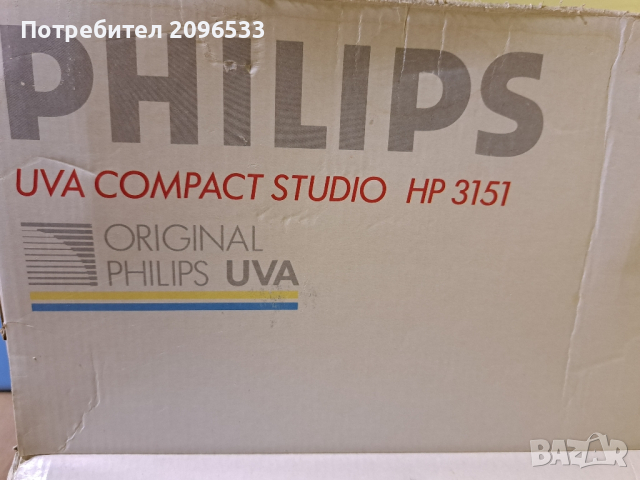 Потребител 2096533
PHILIPS
UVA COMPACT STUDIO HP 3151
ORIGINAL
PHILIPS UVA
BAZAR